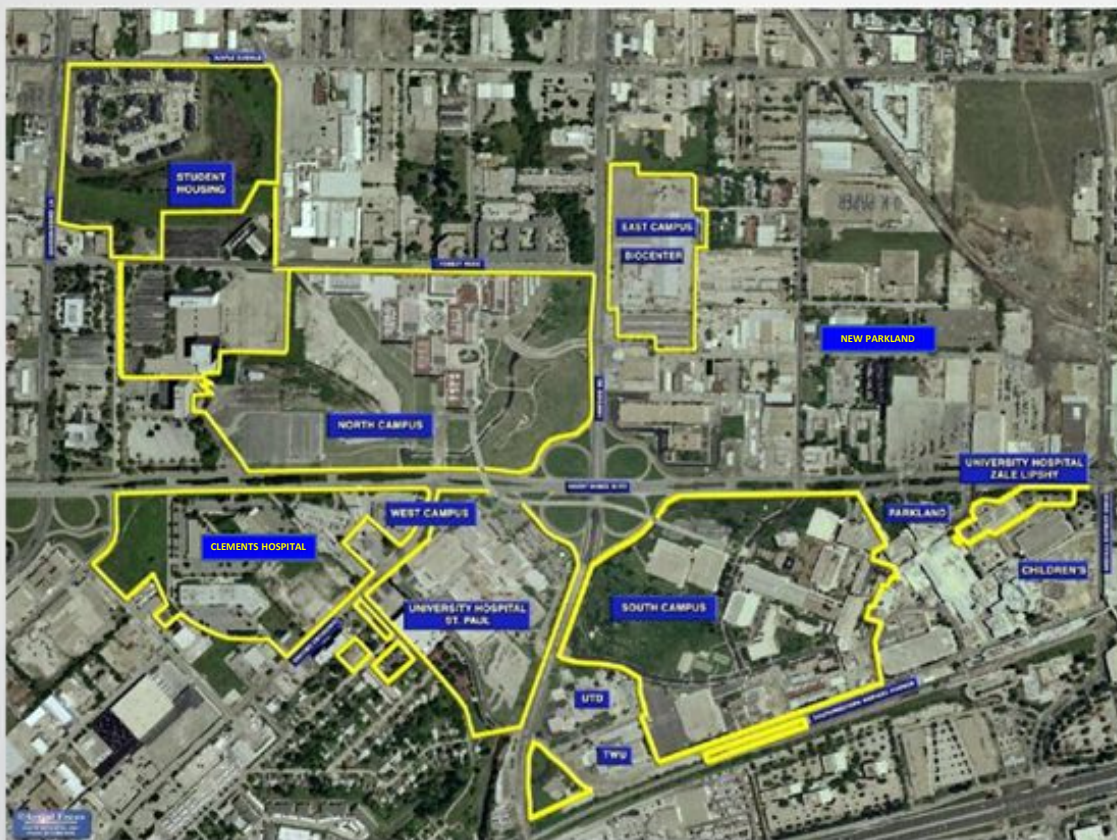 STUDENT
HOUSING
EAST CAMPUS
BIOCENTER
NEW PARKLAND
NORTH CAMPUS
UNIVERSITY HOSPITAL
ZALE LIPSHY
WEST CAMPUS
PARKLAND
CLEMENTS HOSPITAL
CHILDREN'S
UNIVERSITY HOSPITAL
ST. PAUL
SOUTH CAMPUS
UTD
TWU